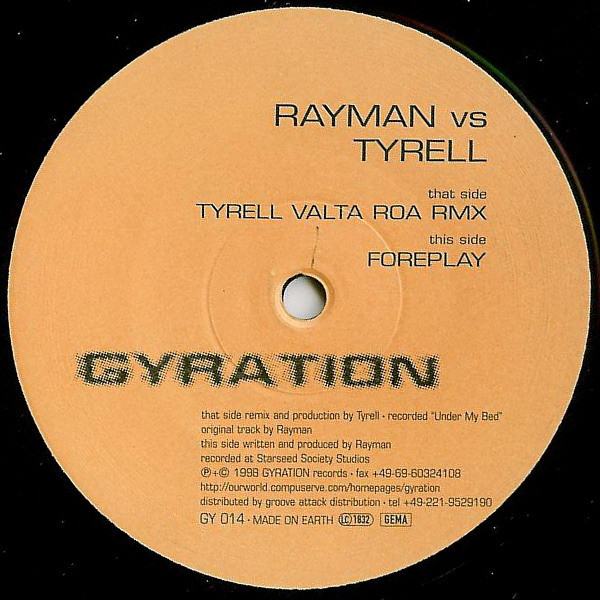 RAYMAN vs
TYRELL
that side
TYRELL VALTA ROA RMX
this side
FOREPLAY
GYRATION
that side remix and production by Tyrell · recorded "Under My Bed"
original track by Rayman
this side written and produced by Rayman
recorded at Starseed Society Studios
℗+© 1998 GYRATION records · fax +49-69-60324108
http://ourworld.compuserve.com/homepages/gyration
distributed by groove attack distribution · tel +49-221-9529190
GY 014 · MADE ON EARTH LC 1832 GEMA